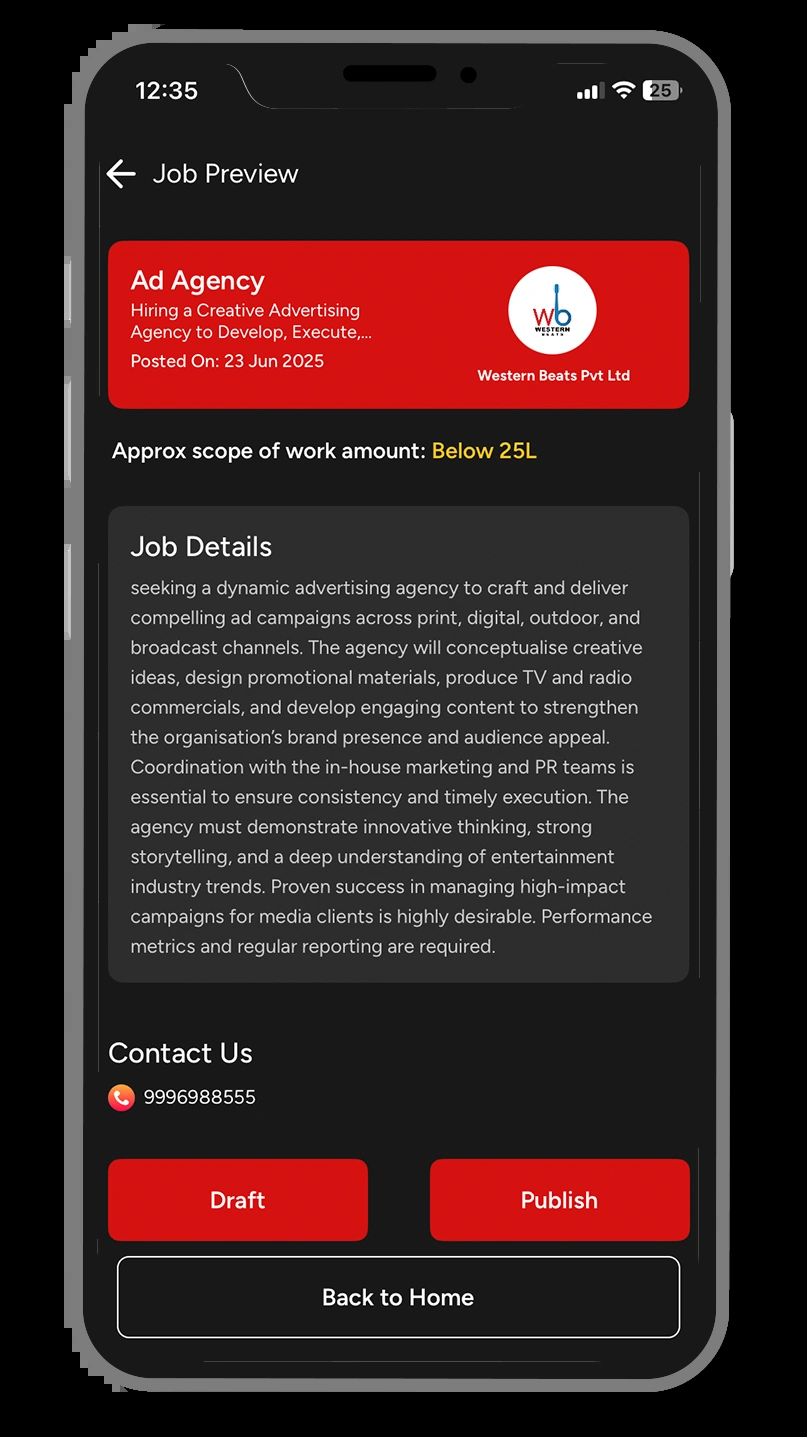 12:35
25
Job Preview
Ad Agency
Hiring a Creative Advertising
Agency to Develop, Execute,...
Posted On: 23 Jun 2025
wb
WESTERN
BEATS
Western Beats Pvt Ltd
Approx scope of work amount: Below 25L
Job Details
seeking a dynamic advertising agency to craft and deliver
compelling ad campaigns across print, digital, outdoor, and
broadcast channels. The agency will conceptualise creative
ideas, design promotional materials, produce TV and radio
commercials, and develop engaging content to strengthen
the organisation’s brand presence and audience appeal.
Coordination with the in-house marketing and PR teams is
essential to ensure consistency and timely execution. The
agency must demonstrate innovative thinking, strong
storytelling, and a deep understanding of entertainment
industry trends. Proven success in managing high-impact
campaigns for media clients is highly desirable. Performance
metrics and regular reporting are required.
Contact Us
9996988555
Draft
Publish
Back to Home